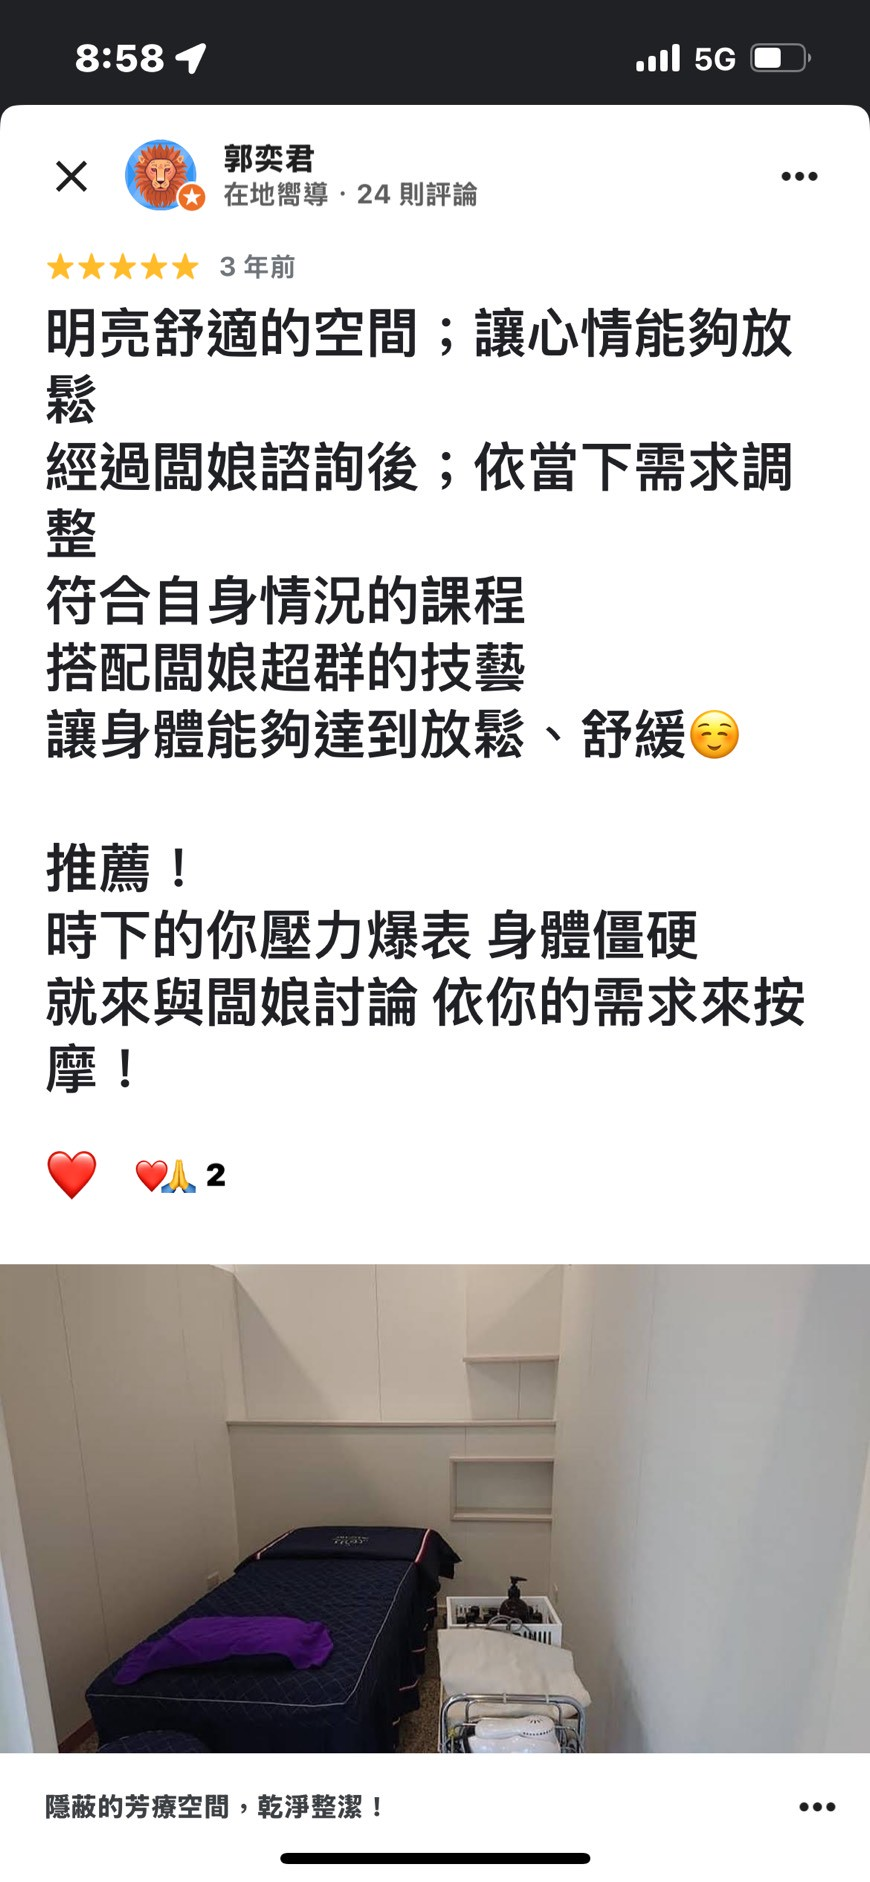 8:58
5G
郭奕君
在地嚮導 · 24 則評論
3 年前
明亮舒適的空間；讓心情能夠放
鬆
經過闆娘諮詢後；依當下需求調
整
符合自身情況的課程
搭配闆娘超群的技藝
讓身體能夠達到放鬆、舒緩☺️
推薦！
時下的你壓力爆表 身體僵硬
就來與闆娘討論 依你的需求來按
摩！
❤️ ❤️🙏 2
隱蔽的芳療空間，乾淨整潔！